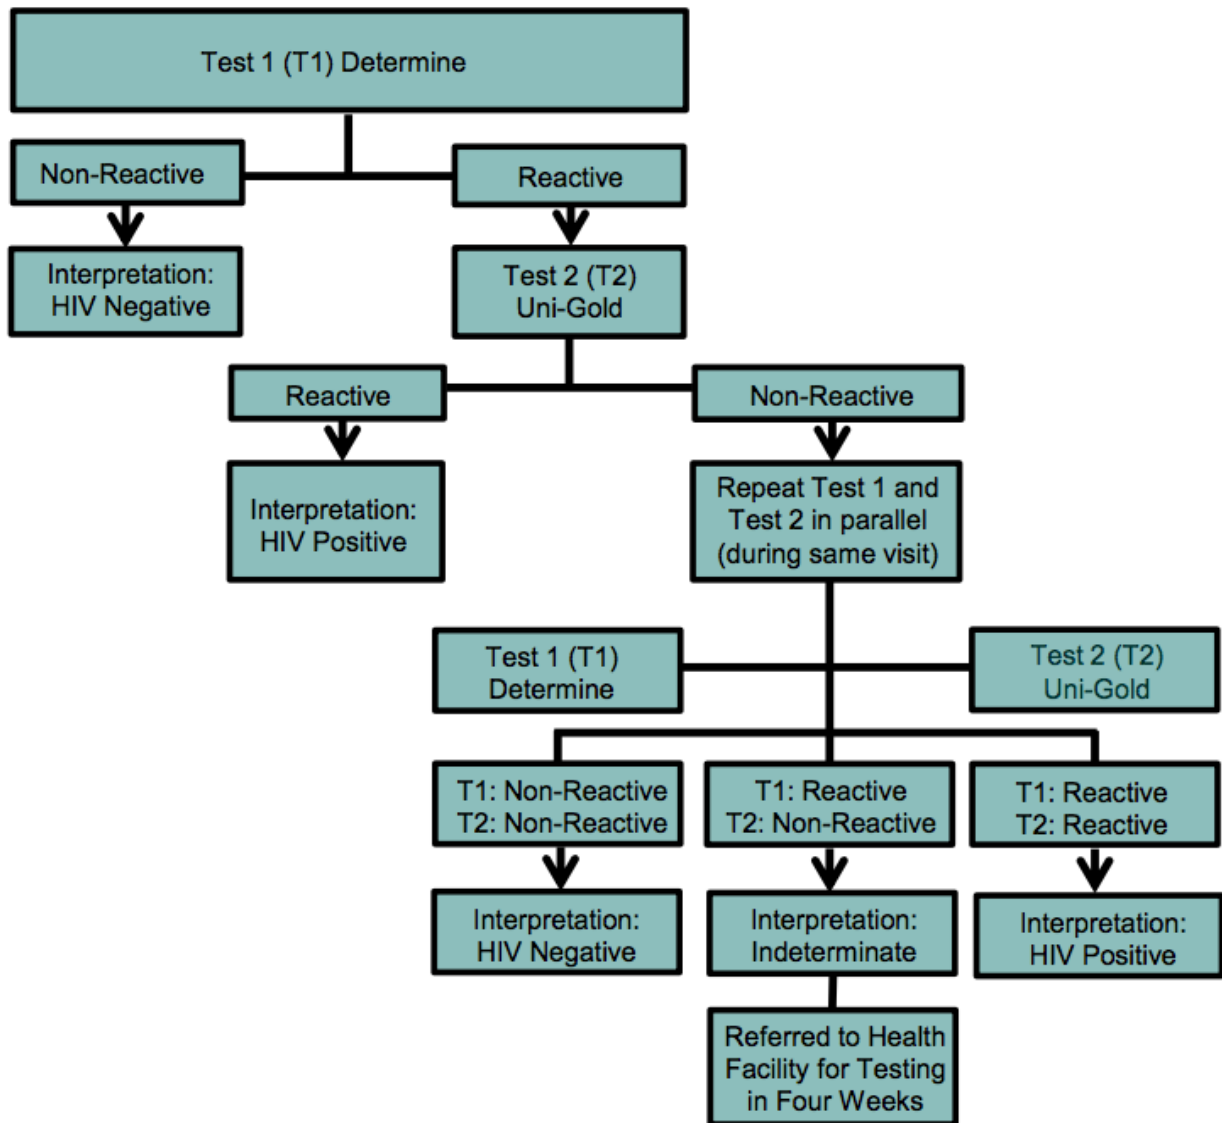 Test 1 (T1) Determine
Non-Reactive
Reactive
Interpretation:
HIV Negative
Test 2 (T2)
Uni-Gold
Reactive
Non-Reactive
Interpretation:
HIV Positive
Repeat Test 1 and
Test 2 in parallel
(during same visit)
Test 1 (T1)
Determine
Test 2 (T2)
Uni-Gold
T1: Non-Reactive
T2: Non-Reactive
T1: Reactive
T2: Non-Reactive
T1: Reactive
T2: Reactive
Interpretation:
HIV Negative
Interpretation:
Indeterminate
Interpretation:
HIV Positive
Referred to Health
Facility for Testing
in Four Weeks